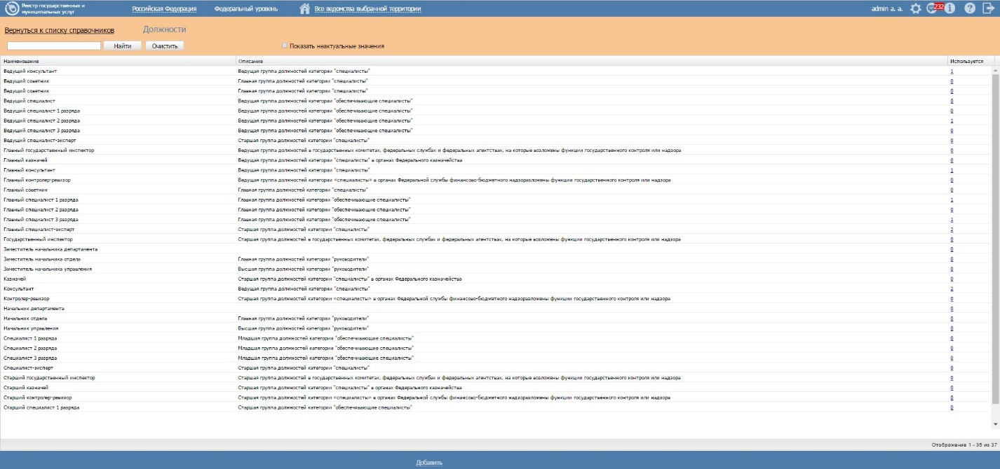 Реестр государственных и
муниципальных услуг
Российская Федерация Федеральный уровень Все ведомства выбранной территории admin a. a. 232
Вернуться к списку справочников Должности
Найти Очистить Показать неактуальные значения
Наименование Описание Используется
Ведущий консультант Ведущая группа должностей категории "специалисты" 1
Ведущий советник Главная группа должностей категории "специалисты" 0
Ведущий советник Главная группа должностей категории "специалисты" 0
Ведущий специалист Ведущая группа должностей категории "обеспечивающие специалисты" 0
Ведущий специалист 1 разряда Ведущая группа должностей категории "обеспечивающие специалисты" 0
Ведущий специалист 2 разряда Ведущая группа должностей категории "обеспечивающие специалисты" 1
Ведущий специалист 3 разряда Ведущая группа должностей категории "обеспечивающие специалисты" 0
Ведущий специалист-эксперт Старшая группа должностей категории "специалисты" 0
Главный государственный инспектор Ведущая группа должностей в государственных комитетах, федеральных службах и федеральных агентствах, на которые возложены функции государственного контроля или надзора 0
Главный казначей Ведущая группа должностей категории "специалисты" в органах Федерального казначейства 0
Главный консультант Ведущая группа должностей категории "специалисты" 1
Главный контролер-ревизор Ведущая группа должностей категории «специалисты» в органах Федеральной службы финансово-бюджетного надзоразложены функции государственного контроля или надзора 0
Главный советник Главная группа должностей категории "специалисты" 0
Главный специалист 1 разряда Главная группа должностей категории "обеспечивающие специалисты" 1
Главный специалист 2 разряда Главная группа должностей категории "обеспечивающие специалисты" 0
Главный специалист 3 разряда Главная группа должностей категории "обеспечивающие специалисты" 1
Главный специалист-эксперт Старшая группа должностей категории "специалисты" 2
Государственный инспектор Старшая группа должностей в государственных комитетах, федеральных службах и федеральных агентствах, на которые возложены функции государственного контроля или надзора 0
Заместитель начальника департамента 0
Заместитель начальника отдела Главная группа должностей категории "руководители" 0
Заместитель начальника управления Высшая группа должностей категории "руководители" 0
Казначей Старшая группа должностей категории "специалисты" в органах Федерального казначейства 0
Консультант Ведущая группа должностей категории "специалисты" 2
Контролер-ревизор Старшая группа должностей категории «специалисты» в органах Федеральной службы финансово-бюджетного надзоразложены функции государственного контроля или надзора 0
Начальник департамента 0
Начальник отдела Главная группа должностей категории "руководители" 0
Начальник управления Высшая группа должностей категории "руководители" 0
Специалист 1 разряда Младшая группа должностей категории "обеспечивающие специалисты" 0
Специалист 2 разряда Младшая группа должностей категории "обеспечивающие специалисты" 0
Специалист 3 разряда Младшая группа должностей категории "обеспечивающие специалисты" 0
Специалист-эксперт Старшая группа должностей категории "специалисты" 0
Старший государственный инспектор Старшая группа должностей в государственных комитетах, федеральных службах и федеральных агентствах, на которые возложены функции государственного контроля или надзора 0
Старший казначей Старшая группа должностей категории "специалисты" в органах Федерального казначейства 0
Старший контролер-ревизор Старшая группа должностей категории «специалисты» в органах Федеральной службы финансово-бюджетного надзоразложены функции государственного контроля или надзора 0
Старший специалист 1 разряда Старшая группа должностей категории "обеспечивающие специалисты" 0
Отображение 1 - 35 из 37
Добавить